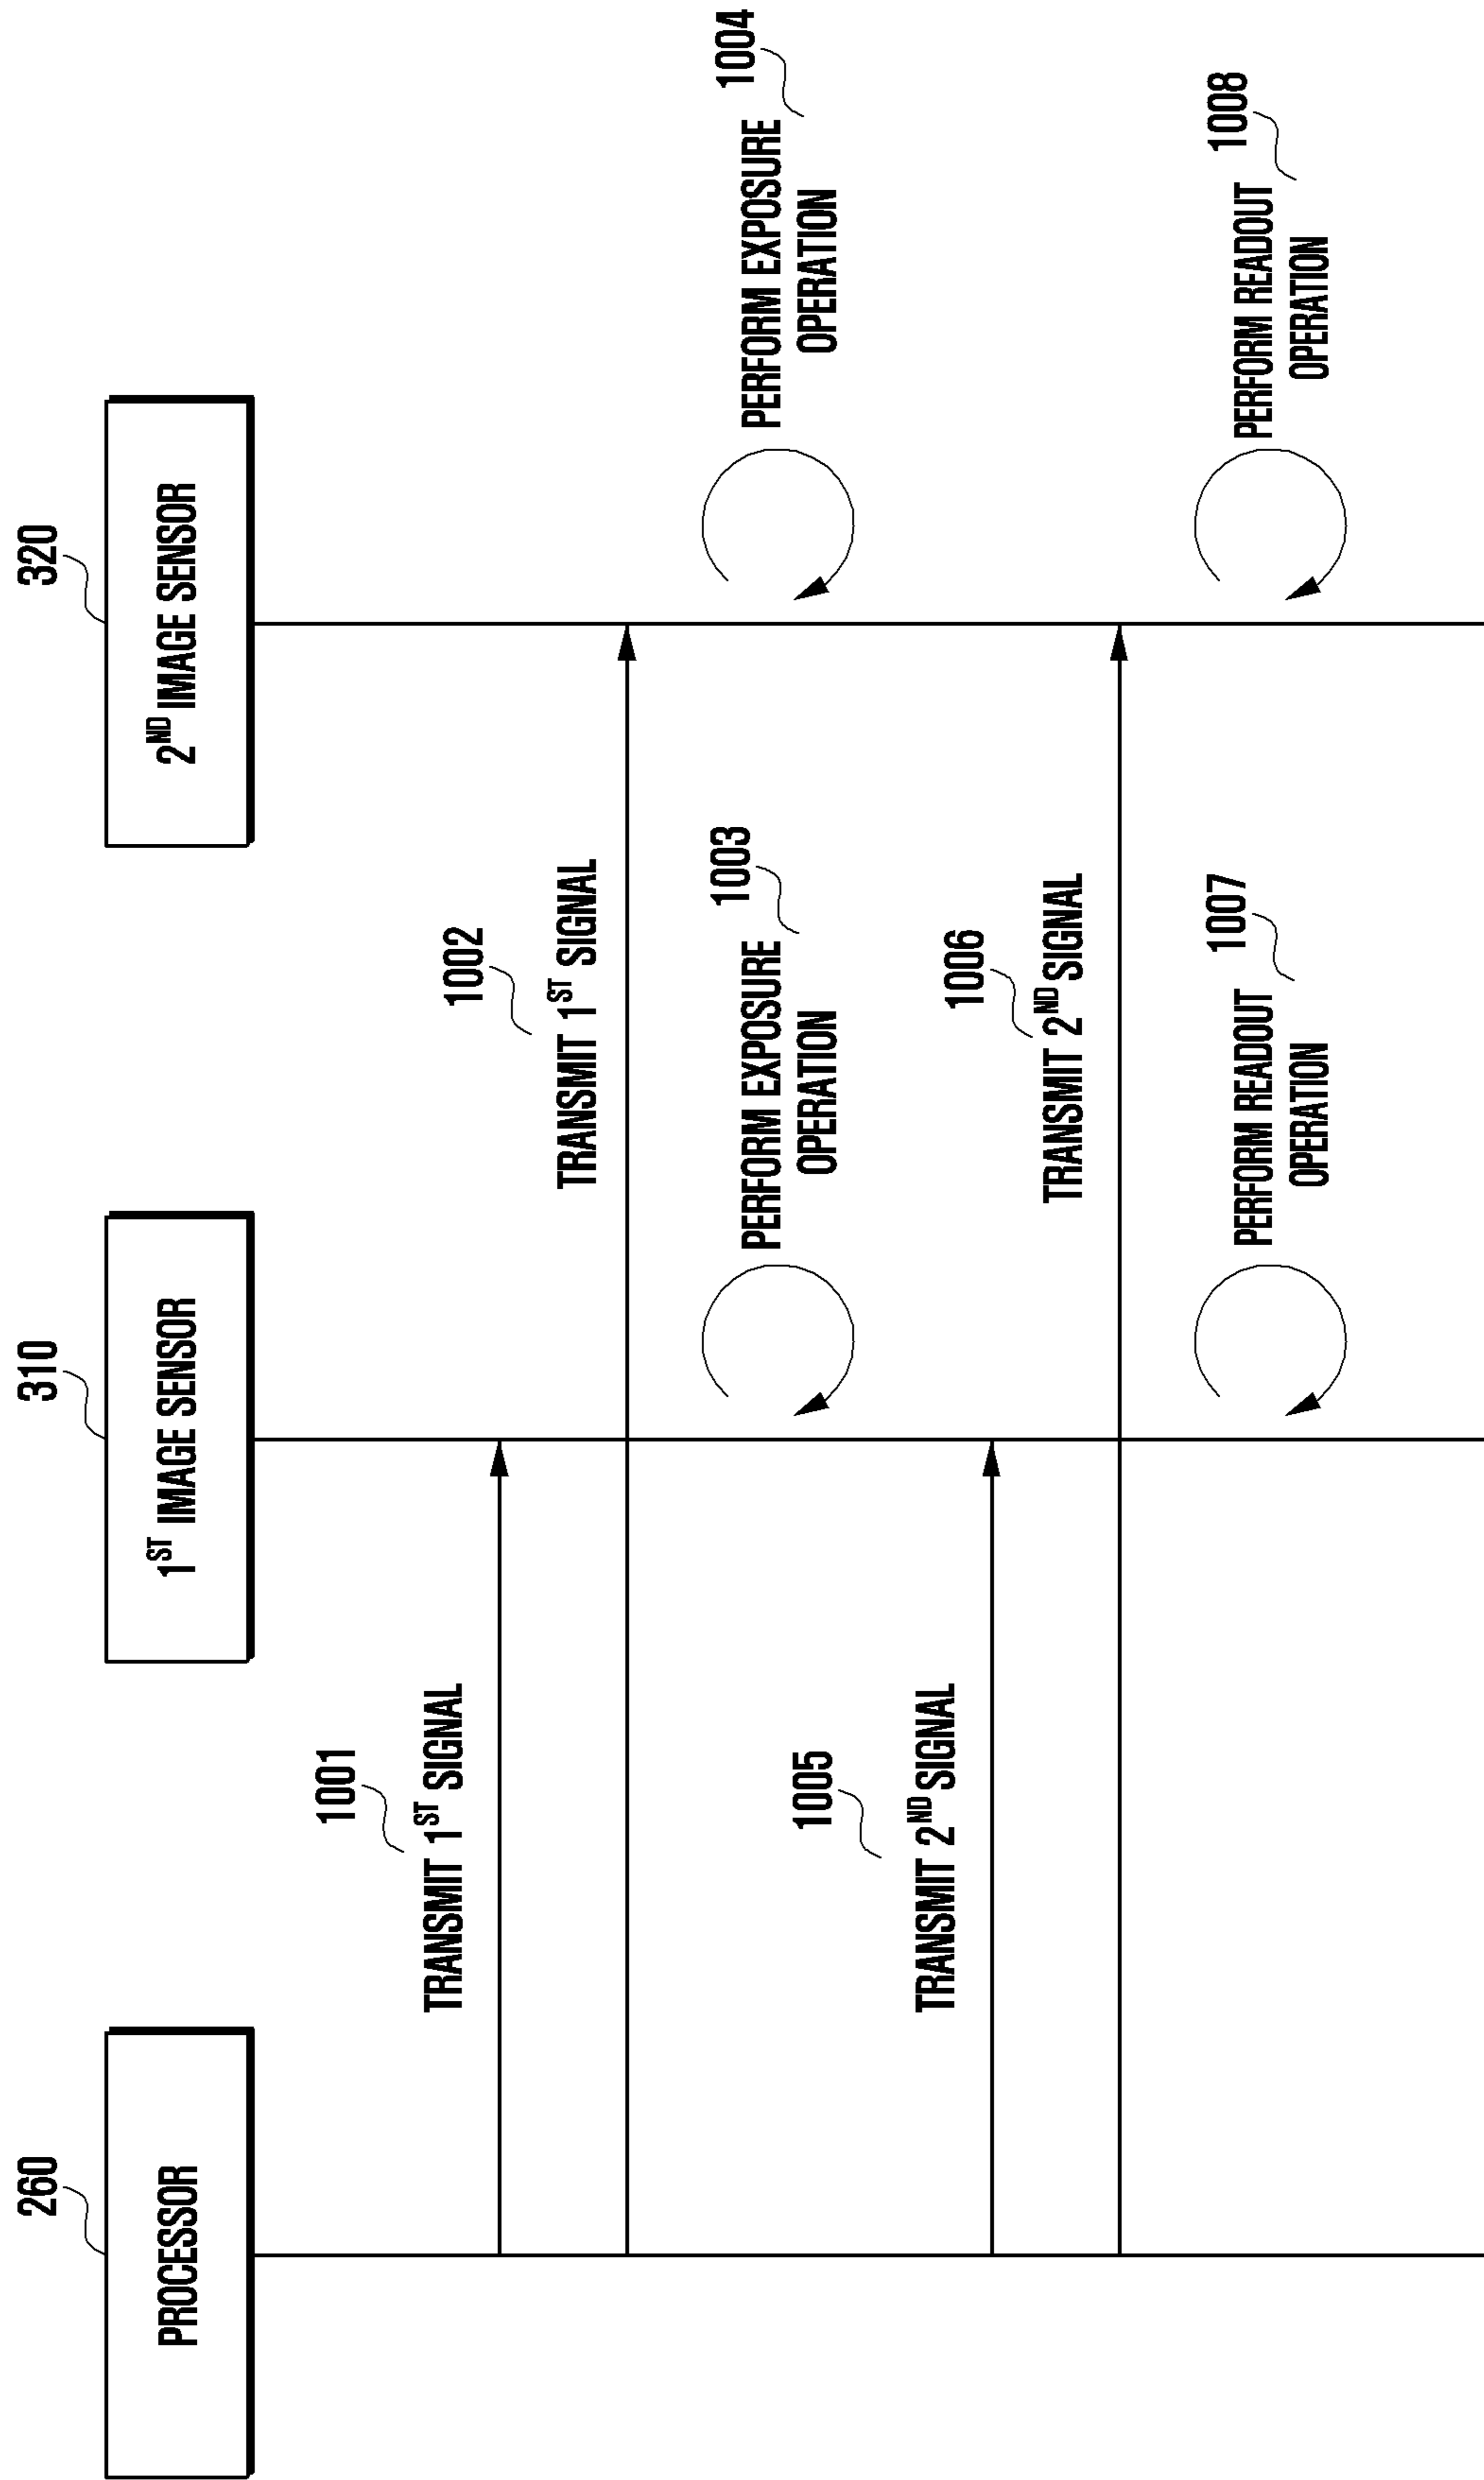 260
PROCESSOR
310
1ST IMAGE SENSOR
320
2ND IMAGE SENSOR
1001
TRANSMIT 1ST SIGNAL
1002
TRANSMIT 1ST SIGNAL
1003
PERFORM EXPOSURE
OPERATION
1004
PERFORM EXPOSURE
OPERATION
1005
TRANSMIT 2ND SIGNAL
1006
TRANSMIT 2ND SIGNAL
1007
PERFORM READOUT
OPERATION
1008
PERFORM READOUT
OPERATION